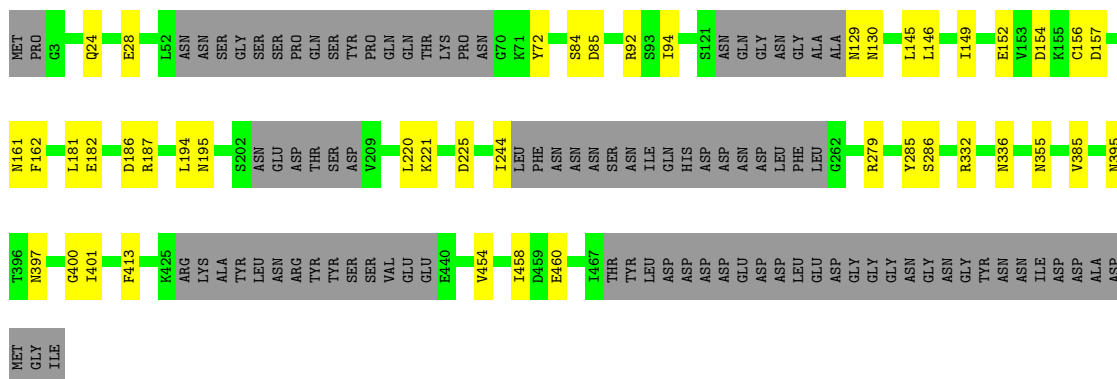 MET PRO G3 Q24 E28 L52 ASN ASN SER GLY SER SER PRO GLN SER TYR PRO GLN GLN THR LYS PRO ASN G70 K71 Y72 S84 D85 R92 S93 I94 S121 ASN GLN GLY ASN GLY ALA ALA N129 N130 L145 L146 I149 E152 V153 D154 K155 C156 D157
N161 F162 L181 E182 D186 R187 L194 N195 S202 ASN GLU ASP THR SER ASP V209 L220 K221 D225 I244 LEU PHE ASN ASN ASN SER ASN ILE GLN HIS ASP ASP ASN ASP LEU PHE LEU G262 R279 Y285 S286 R332 N336 N355 V385 N395
T396 N397 G400 I401 F413 K425 ARG LYS ALA TYR LEU ASN ARG TYR TYR SER SER VAL GLU GLU E440 V454 I458 D459 E460 I467 THR TYR LEU ASP ASP ASP ASP GLU ASP ASP LEU GLU ASP GLY GLY GLY ASN GLY ASN GLY TYR ASN ASN ILE ASP ASP ALA ASP
MET GLY ILE